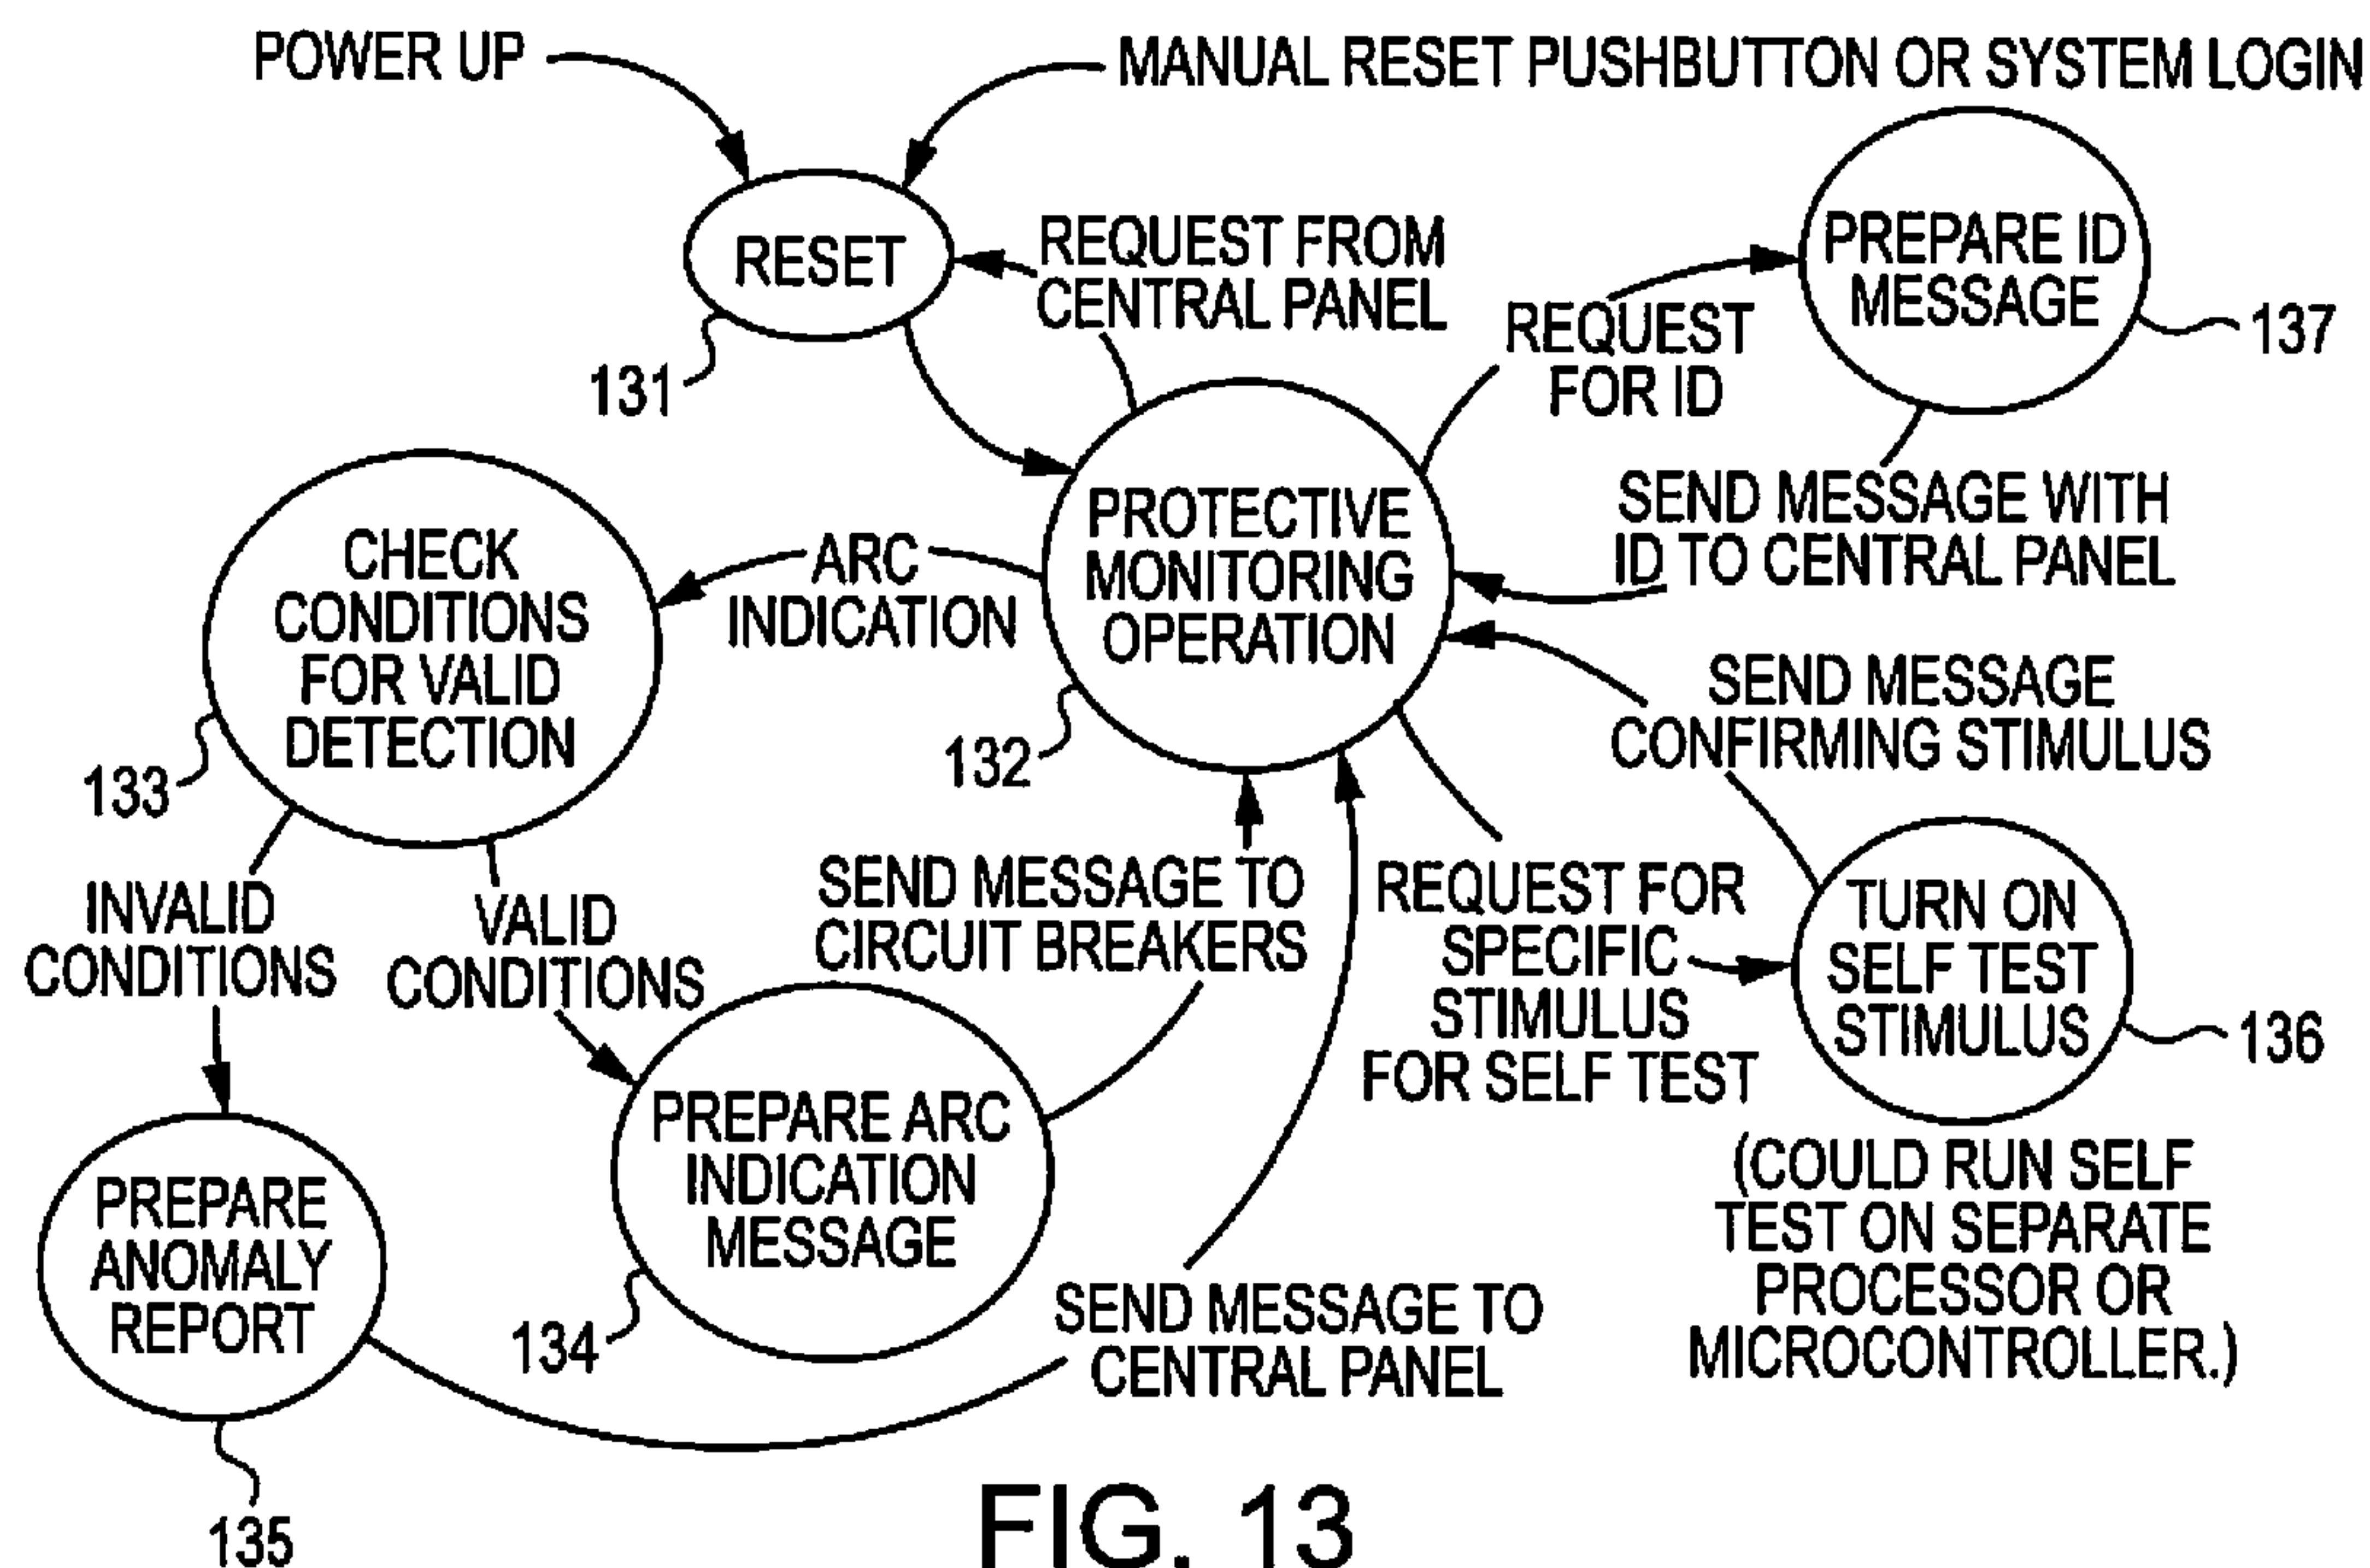 POWER UP
MANUAL RESET PUSHBUTTON OR SYSTEM LOGIN
RESET
131
REQUEST FROM
CENTRAL PANEL
REQUEST
FOR ID
PREPARE ID
MESSAGE
137
SEND MESSAGE WITH
ID TO CENTRAL PANEL
PROTECTIVE
MONITORING
OPERATION
132
ARC
INDICATION
CHECK
CONDITIONS
FOR VALID
DETECTION
133
SEND MESSAGE
CONFIRMING STIMULUS
INVALID
CONDITIONS
VALID
CONDITIONS
SEND MESSAGE TO
CIRCUIT BREAKERS
REQUEST FOR
SPECIFIC
STIMULUS
FOR SELF TEST
TURN ON
SELF TEST
STIMULUS
136
(COULD RUN SELF
TEST ON SEPARATE
PROCESSOR OR
MICROCONTROLLER.)
PREPARE ARC
INDICATION
MESSAGE
134
PREPARE
ANOMALY
REPORT
135
SEND MESSAGE TO
CENTRAL PANEL
FIG. 13